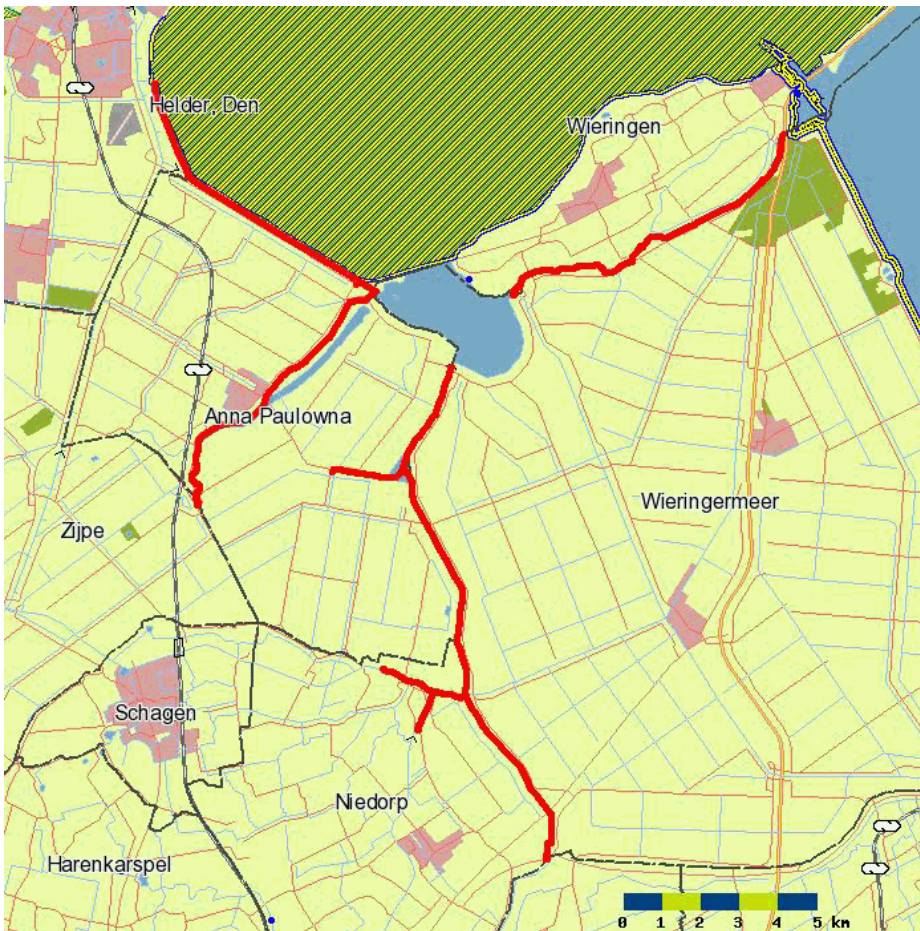 Helder, Den
Wieringen
Anna Paulowna
Wieringermeer
Zijpe
Schagen
Niedorp
Harenkarspel
0 1 2 3 4 5 km